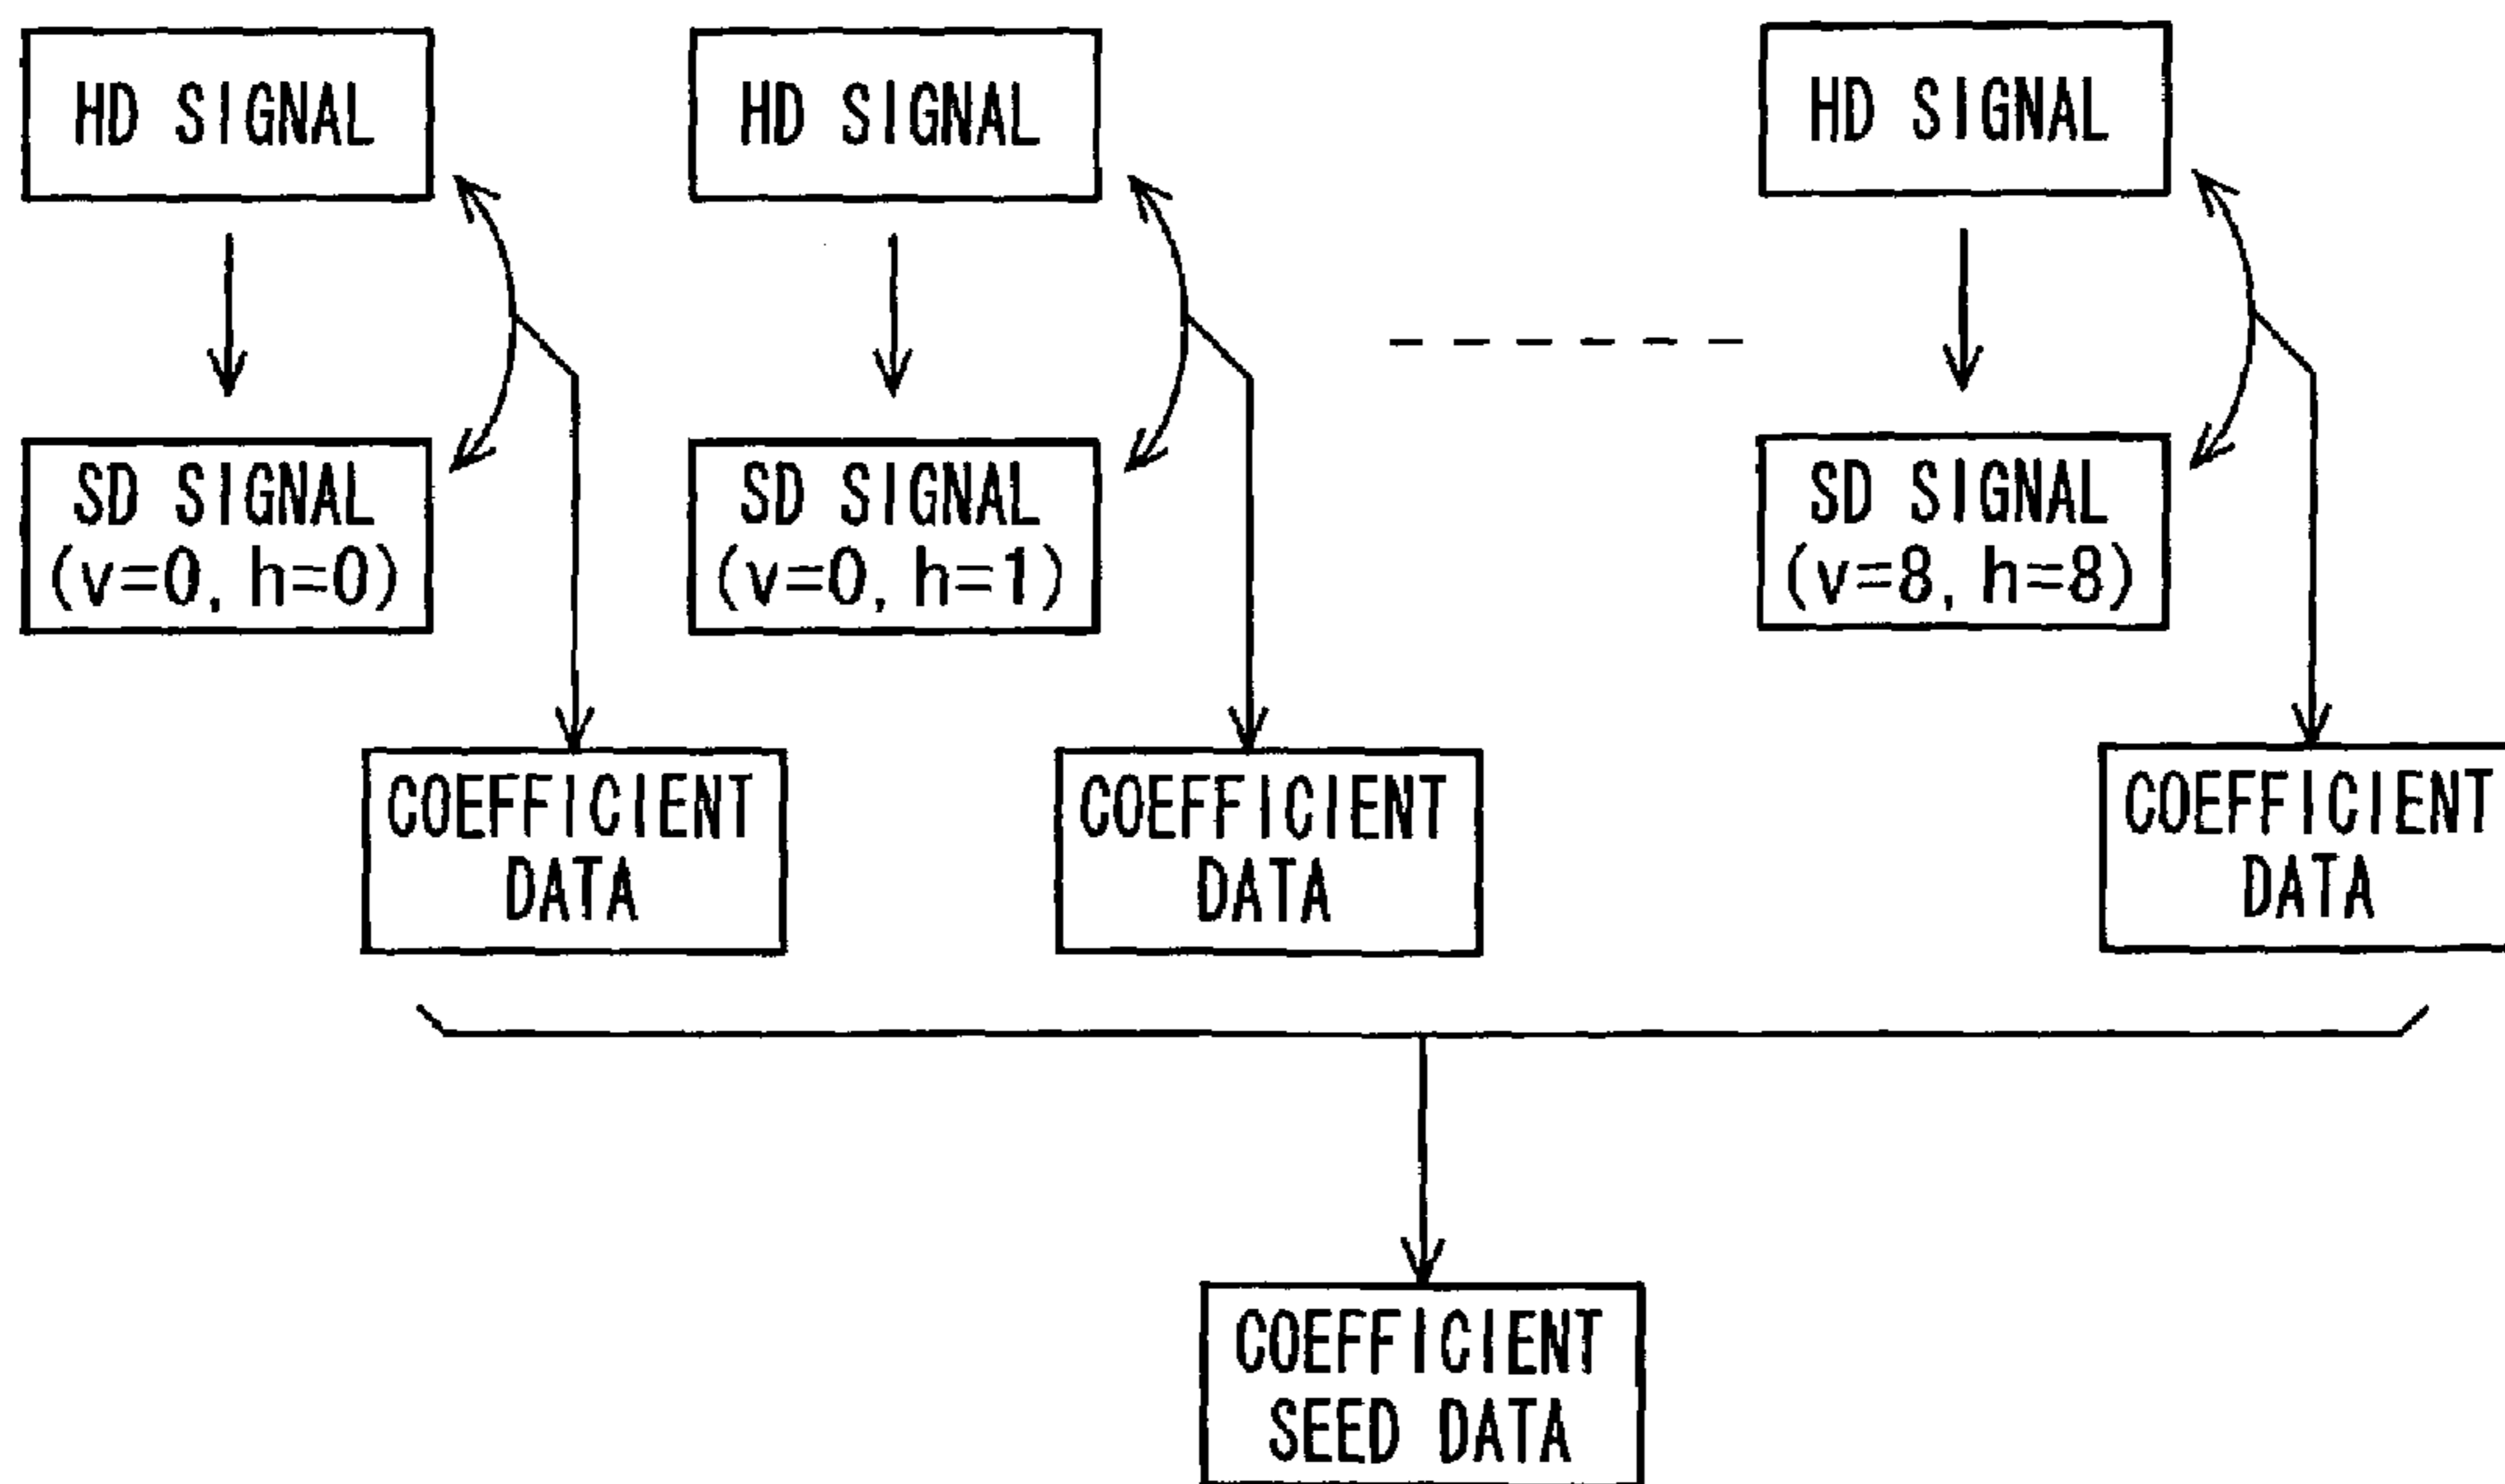 HD SIGNAL
HD SIGNAL
HD SIGNAL
SD SIGNAL
(v=0, h=0)
SD SIGNAL
(v=0, h=1)
SD SIGNAL
(v=8, h=8)
COEFFICIENT
DATA
COEFFICIENT
DATA
COEFFICIENT
DATA
COEFFICIENT
SEED DATA